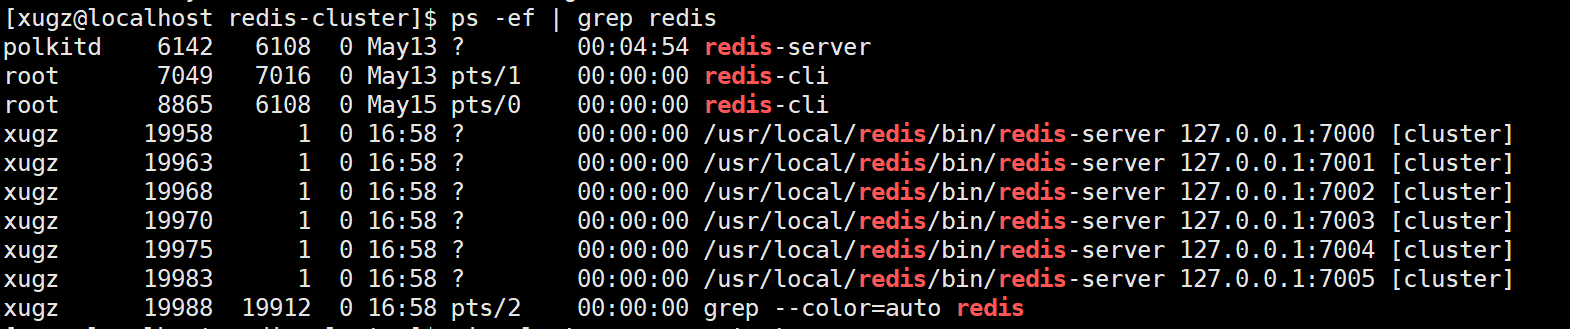 [xugz@localhost redis-cluster]$ ps -ef | grep redis
polkitd    6142   6108  0 May13 ?        00:04:54 redis-server
root       7049   7016  0 May13 pts/1    00:00:00 redis-cli
root       8865   6108  0 May15 pts/0    00:00:00 redis-cli
xugz      19958      1  0 16:58 ?        00:00:00 /usr/local/redis/bin/redis-server 127.0.0.1:7000 [cluster]
xugz      19963      1  0 16:58 ?        00:00:00 /usr/local/redis/bin/redis-server 127.0.0.1:7001 [cluster]
xugz      19968      1  0 16:58 ?        00:00:00 /usr/local/redis/bin/redis-server 127.0.0.1:7002 [cluster]
xugz      19970      1  0 16:58 ?        00:00:00 /usr/local/redis/bin/redis-server 127.0.0.1:7003 [cluster]
xugz      19975      1  0 16:58 ?        00:00:00 /usr/local/redis/bin/redis-server 127.0.0.1:7004 [cluster]
xugz      19983      1  0 16:58 ?        00:00:00 /usr/local/redis/bin/redis-server 127.0.0.1:7005 [cluster]
xugz      19988  19912  0 16:58 pts/2    00:00:00 grep --color=auto redis